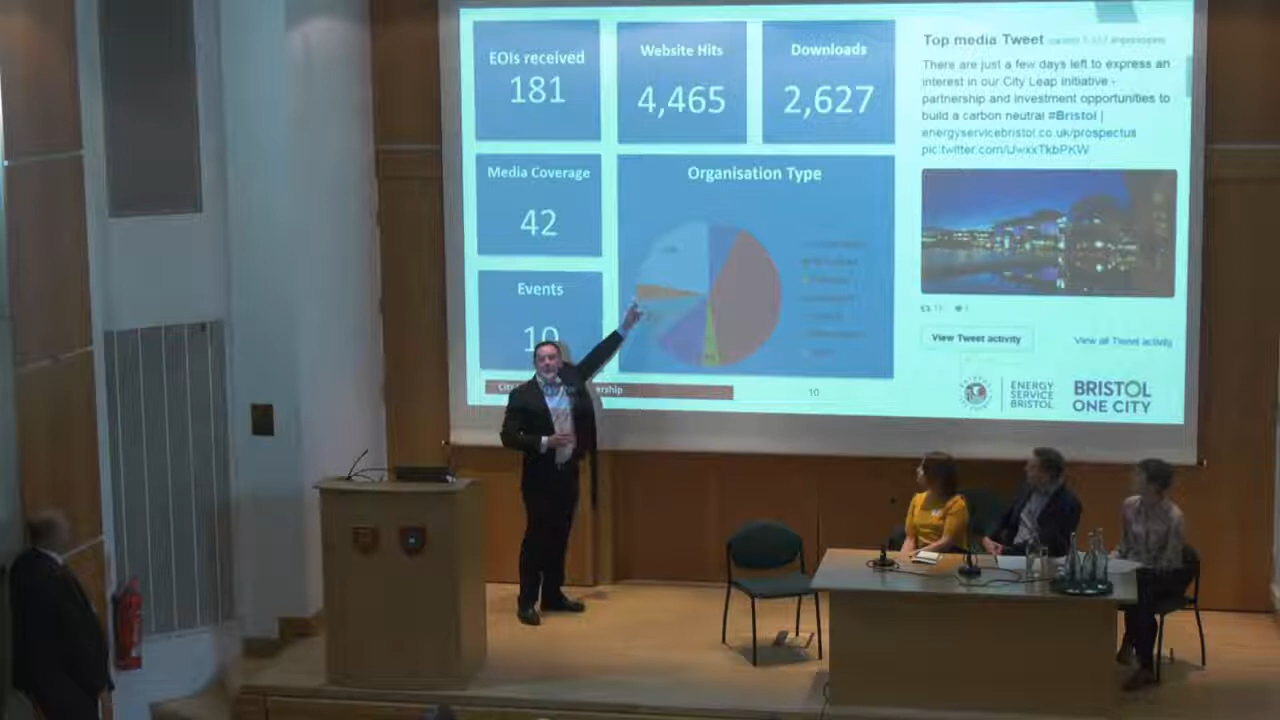 EOIs received
181
Website Hits
4,465
Downloads
2,627
Media Coverage
42
Events
10
Organisation Type
Top media Tweet
There are just a few days left to express an
interest in our City Leap initiative -
partnership and investment opportunities to
build a carbon neutral #Bristol |
energyservicebristol.co.uk/prospectus
pic.twitter.com/UwxxTkbPKW
View Tweet activity
View all Tweet activity
10
ENERGY
SERVICE
BRISTOL
BRISTOL
ONE CITY